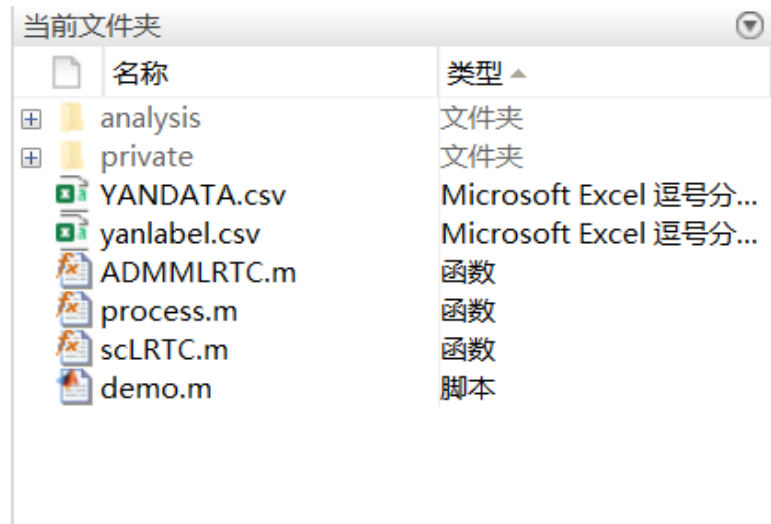 当前文件夹
名称 类型
analysis 文件夹
private 文件夹
YANDATA.csv Microsoft Excel 逗号分...
yanlabel.csv Microsoft Excel 逗号分...
ADMMLRTC.m 函数
process.m 函数
scLRTC.m 函数
demo.m 脚本